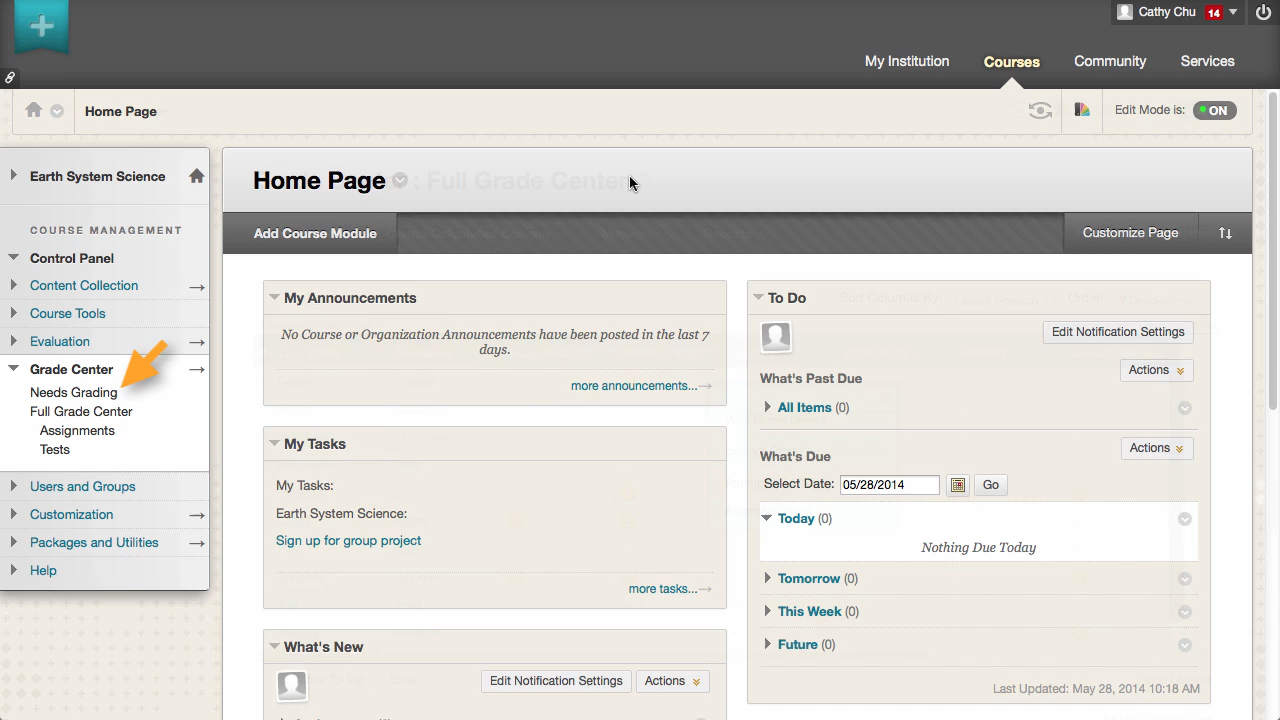 Cathy Chu 14
My Institution Courses Community Services
Home Page
Edit Mode is: ON
Earth System Science
COURSE MANAGEMENT
Control Panel
Content Collection
Course Tools
Evaluation
Grade Center
Needs Grading
Full Grade Center
Assignments
Tests
Users and Groups
Customization
Packages and Utilities
Help
Home Page : Full Grade Center
Add Course Module
Customize Page
My Announcements
No Course or Organization Announcements have been posted in the last 7
days.
more announcements...
My Tasks
My Tasks:
Earth System Science:
Sign up for group project
more tasks...
What's New
Edit Notification Settings Actions
To Do
Edit Notification Settings
What's Past Due
Actions
All Items (0)
What's Due
Actions
Select Date: 05/28/2014 Go
Today (0)
Nothing Due Today
Tomorrow (0)
This Week (0)
Future (0)
Last Updated: May 28, 2014 10:18 AM